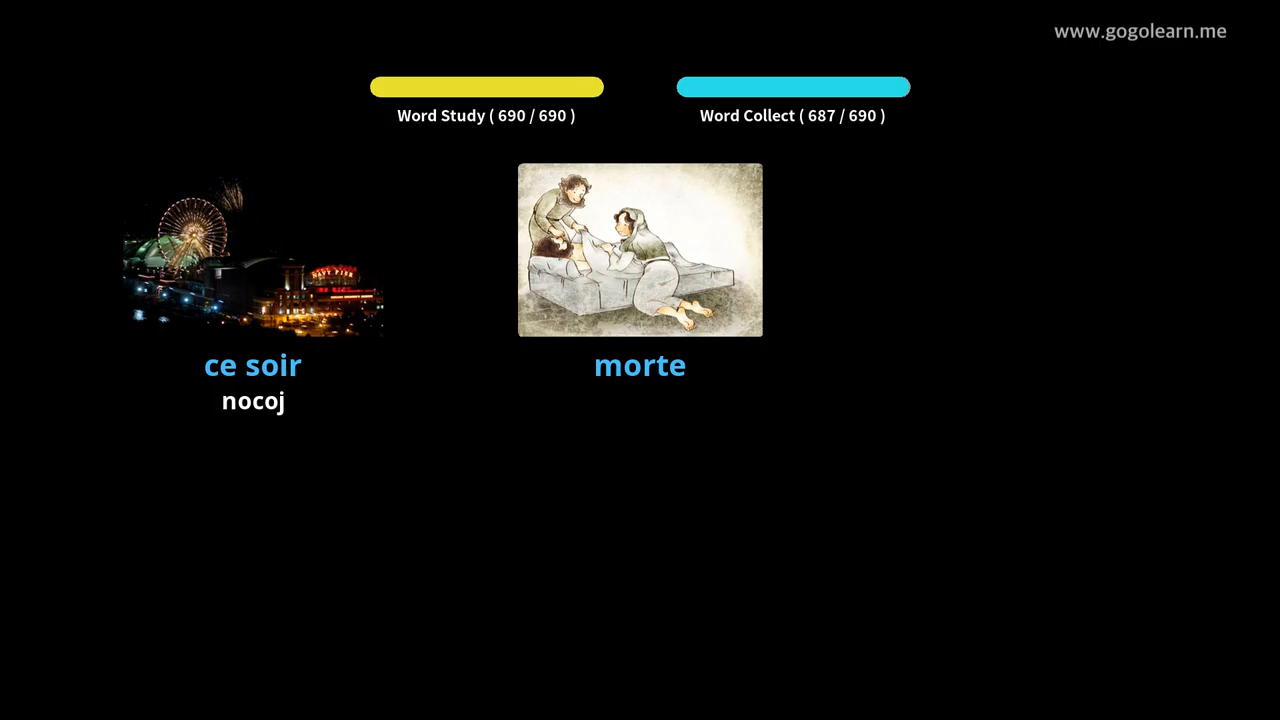 www.gogolearn.me
Word Study ( 690 / 690 )
Word Collect ( 687 / 690 )
ce soir
nocoj
morte